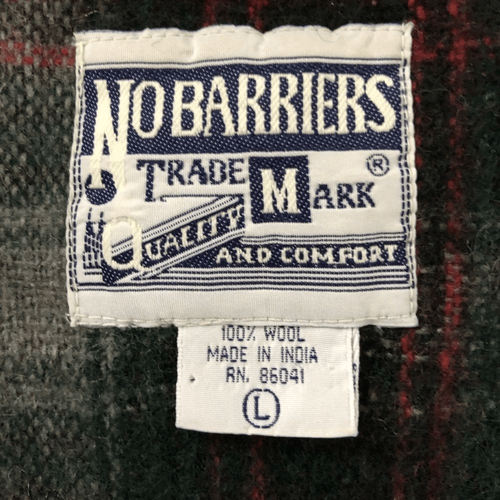 NO BARRIERS
TRADE MARK ®
QUALITY AND COMFORT
100% WOOL
MADE IN INDIA
RN. 86041
L